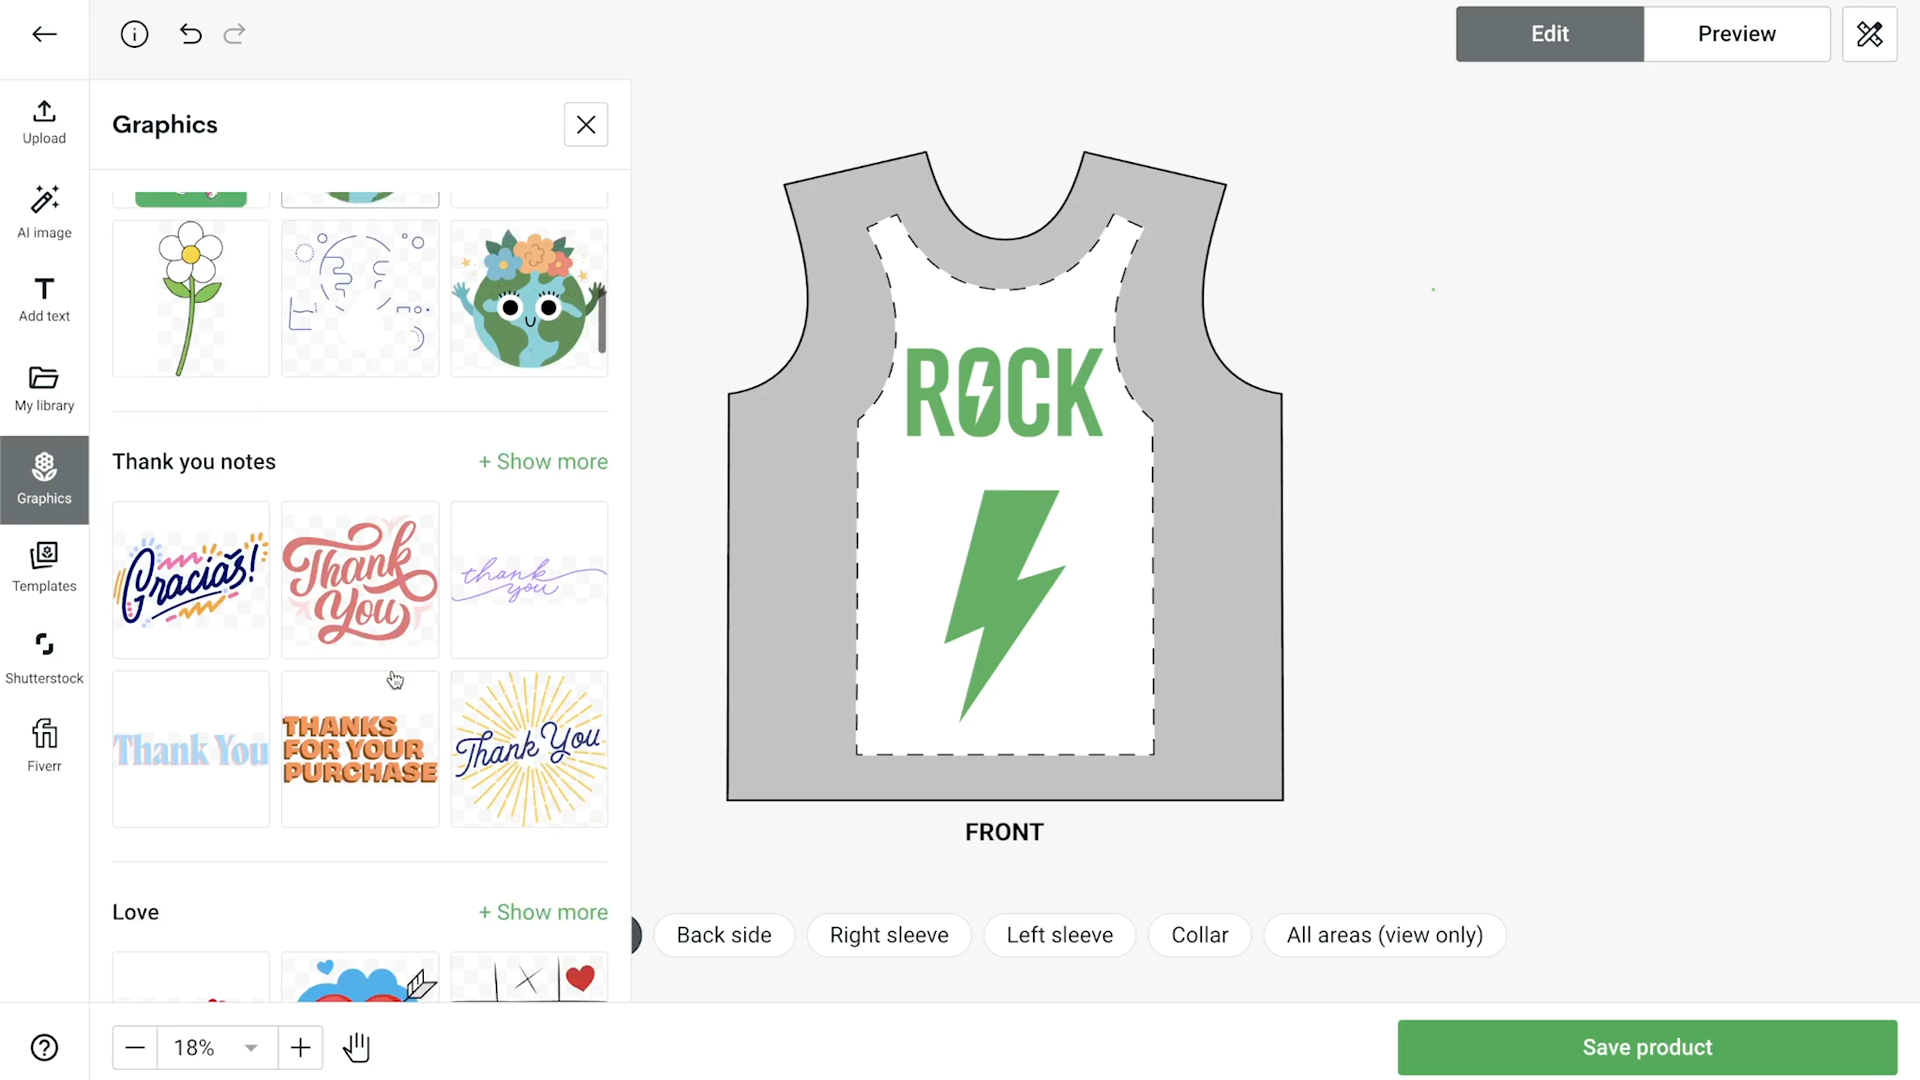 Edit
Preview
Upload
AI image
Add text
My library
Graphics
Templates
Shutterstock
Fiverr
Graphics
Thank you notes
+ Show more
Gracias!
Thank
You
thank
you
Thank You
THANKS
FOR YOUR
PURCHASE
Thank You
Love
+ Show more
ROCK
FRONT
Back side
Right sleeve
Left sleeve
Collar
All areas (view only)
18%
Save product